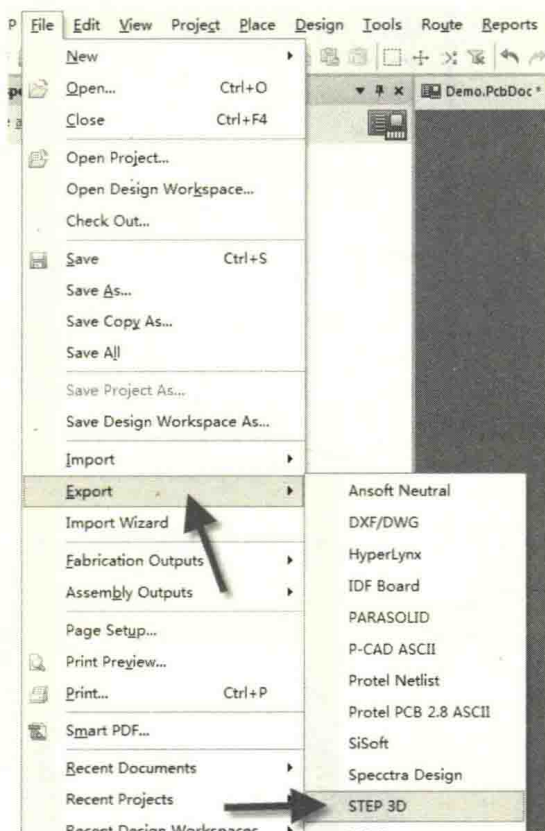 P File Edit View Project Place Design Tools Route Reports
New
Demo.PcbDoc *
Open... Ctrl+O
Close Ctrl+F4
Open Project...
Open Design Workspace...
Check Out...
Save Ctrl+S
Save As...
Save Copy As...
Save All
Save Project As...
Save Design Workspace As...
Import
Export
Import Wizard
Fabrication Outputs
Assembly Outputs
Page Setup...
Print Preview...
Print... Ctrl+P
Smart PDF...
Recent Documents
Recent Projects
Recent Design Workspaces
Ansoft Neutral
DXF/DWG
HyperLynx
IDF Board
PARASOLID
P-CAD ASCII
Protel Netlist
Protel PCB 2.8 ASCII
SiSoft
Specctra Design
STEP 3D